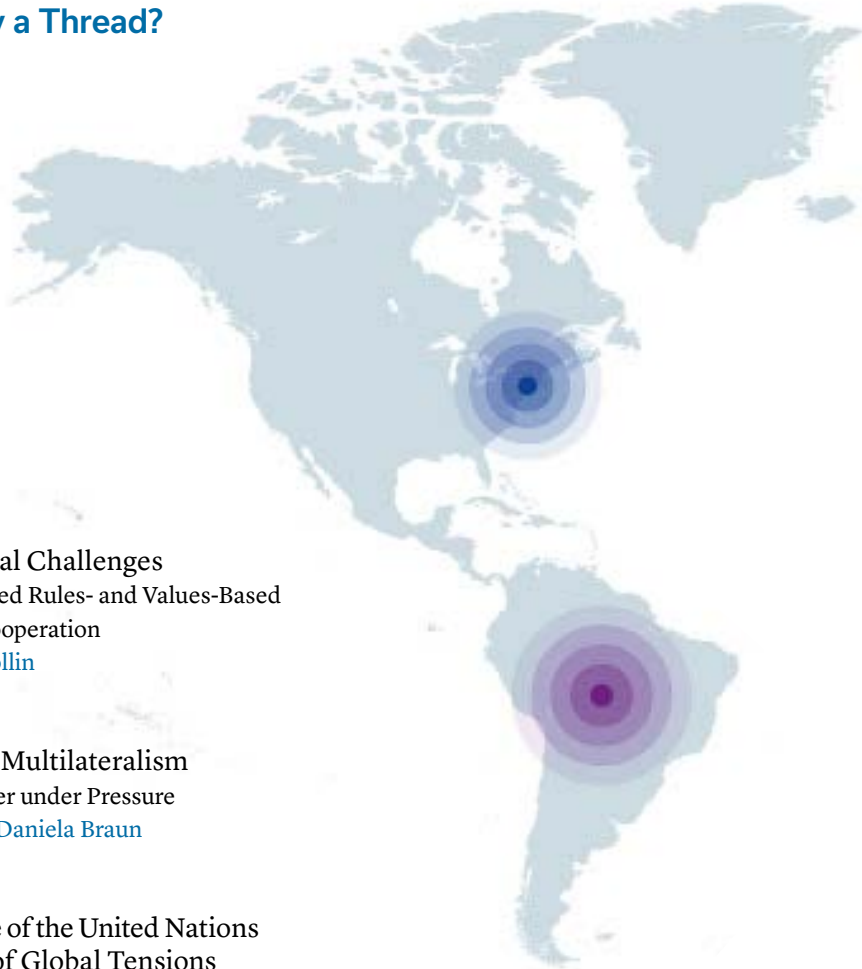 y a Thread?
al Challenges
ed Rules- and Values-Based
operation
llin
Multilateralism
er under Pressure
Daniela Braun
e of the United Nations
of Global Tensions